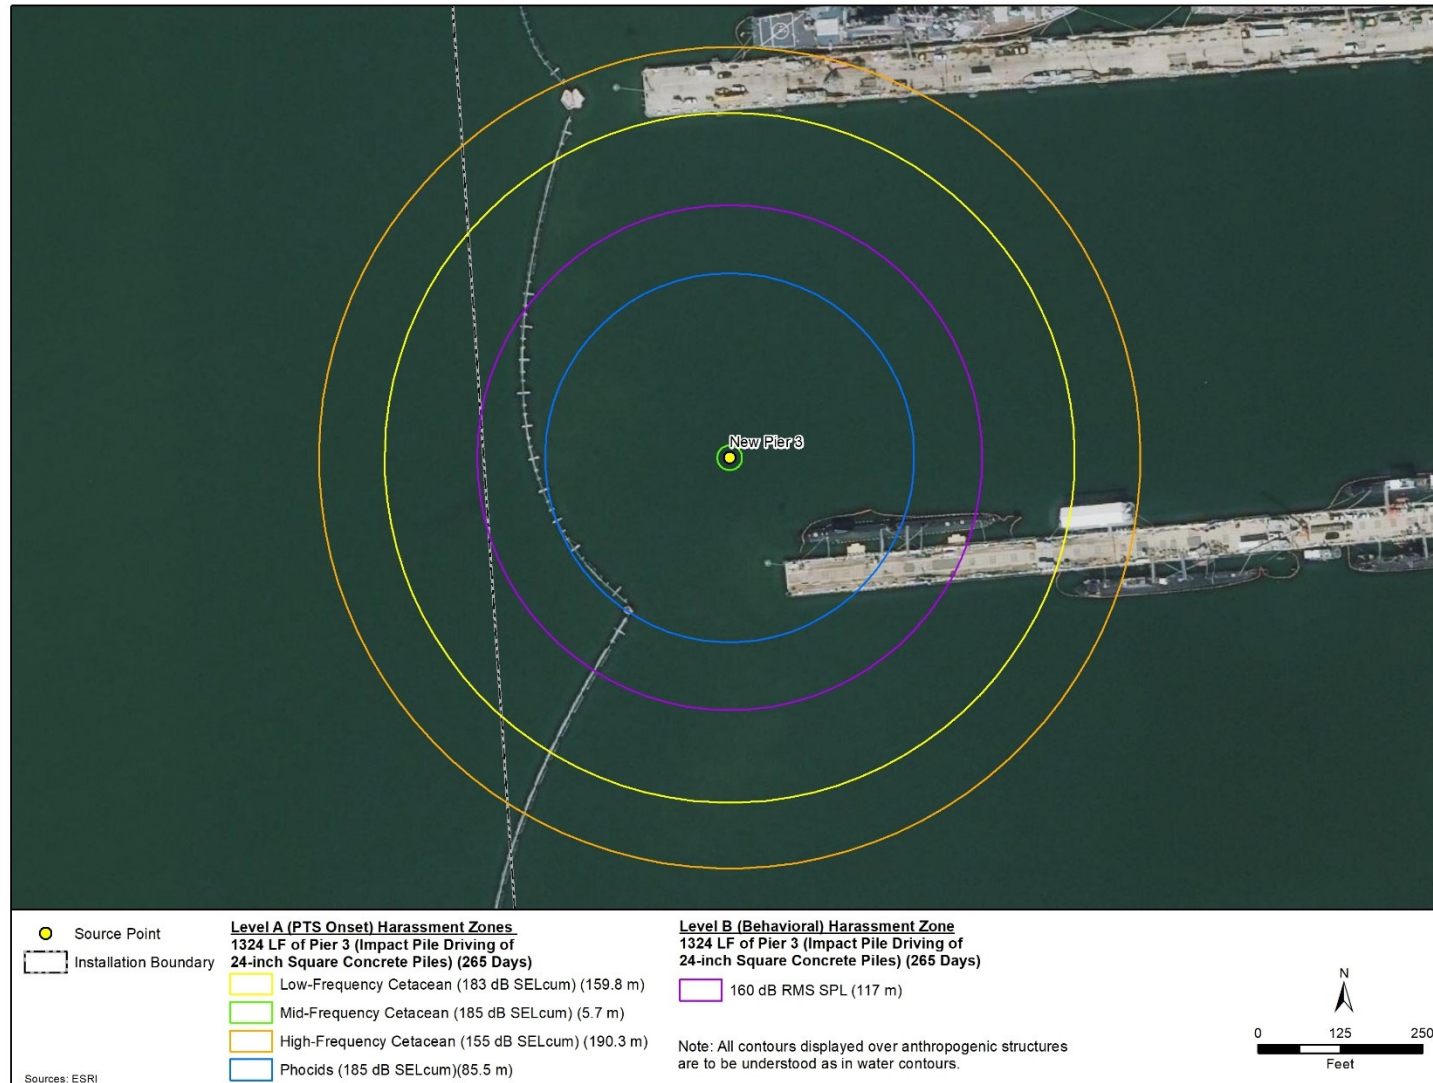 New Pier 3
Source Point
Installation Boundary
Level A (PTS Onset) Harassment Zones
1324 LF of Pier 3 (Impact Pile Driving of
24-inch Square Concrete Piles) (265 Days)
Low-Frequency Cetacean (183 dB SELcum) (159.8 m)
Mid-Frequency Cetacean (185 dB SELcum) (5.7 m)
High-Frequency Cetacean (155 dB SELcum) (190.3 m)
Phocids (185 dB SELcum)(85.5 m)
Level B (Behavioral) Harassment Zone
1324 LF of Pier 3 (Impact Pile Driving of
24-inch Square Concrete Piles) (265 Days)
160 dB RMS SPL (117 m)
Note: All contours displayed over anthropogenic structures
are to be understood as in water contours.
N
0 125 250
Feet
Sources: ESRI